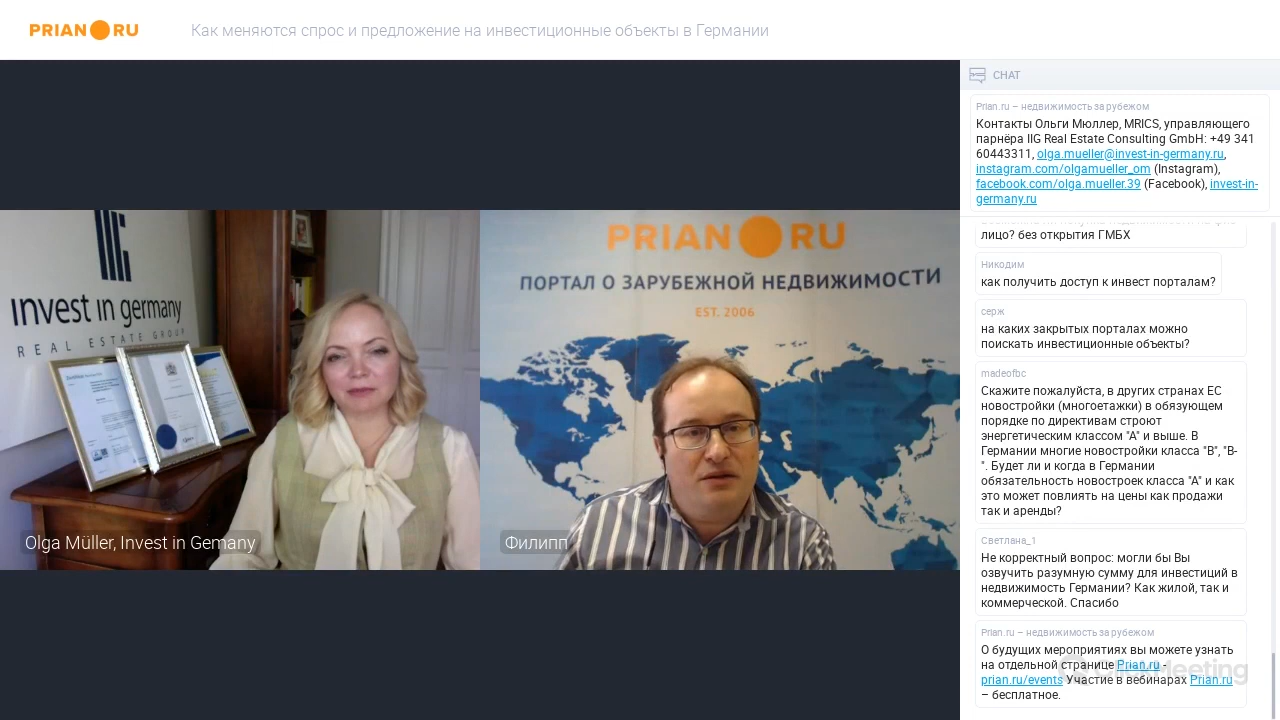 PRIAN RU
Как меняются спрос и предложение на инвестиционные объекты в Германии
CHAT
Prian.ru – недвижимость за рубежом
Контакты Ольги Мюллер, MRICS, управляющего
парнёра IIG Real Estate Consulting GmbH: +49 341
60443311, olga.mueller@invest-in-germany.ru,
instagram.com/olgamueller_om (Instagram),
facebook.com/olga.mueller.39 (Facebook), invest-in-
germany.ru
лицо? без открытия ГМБХ
Никодим
как получить доступ к инвест порталам?
серж
на каких закрытых порталах можно
поискать инвестиционные объекты?
madeofbc
Скажите пожалуйста, в других странах ЕС
новостройки (многоетажки) в обязующем
порядке по директивам строют
энергетическим классом "А" и выше. В
Германии многие новостройки класса "В", "В-
". Будет ли и когда в Германии
обязательность новостроек класса "А" и как
это может повлиять на цены как продажи
так и аренды?
Светлана_1
Не корректный вопрос: могли бы Вы
озвучить разумную сумму для инвестиций в
недвижимость Германии? Как жилой, так и
коммерческой. Спасибо
Prian.ru – недвижимость за рубежом
О будущих мероприятиях вы можете узнать
на отдельной странице Prian.ru -
prian.ru/events Участие в вебинарах Prian.ru
– бесплатное.
ClickMeeting
invest in germany
REAL ESTATE GROUP
Olga Müller, Invest in Gemany
PRIAN RU
ПОРТАЛ О ЗАРУБЕЖНОЙ НЕДВИЖИМОСТИ
EST. 2006
Филипп